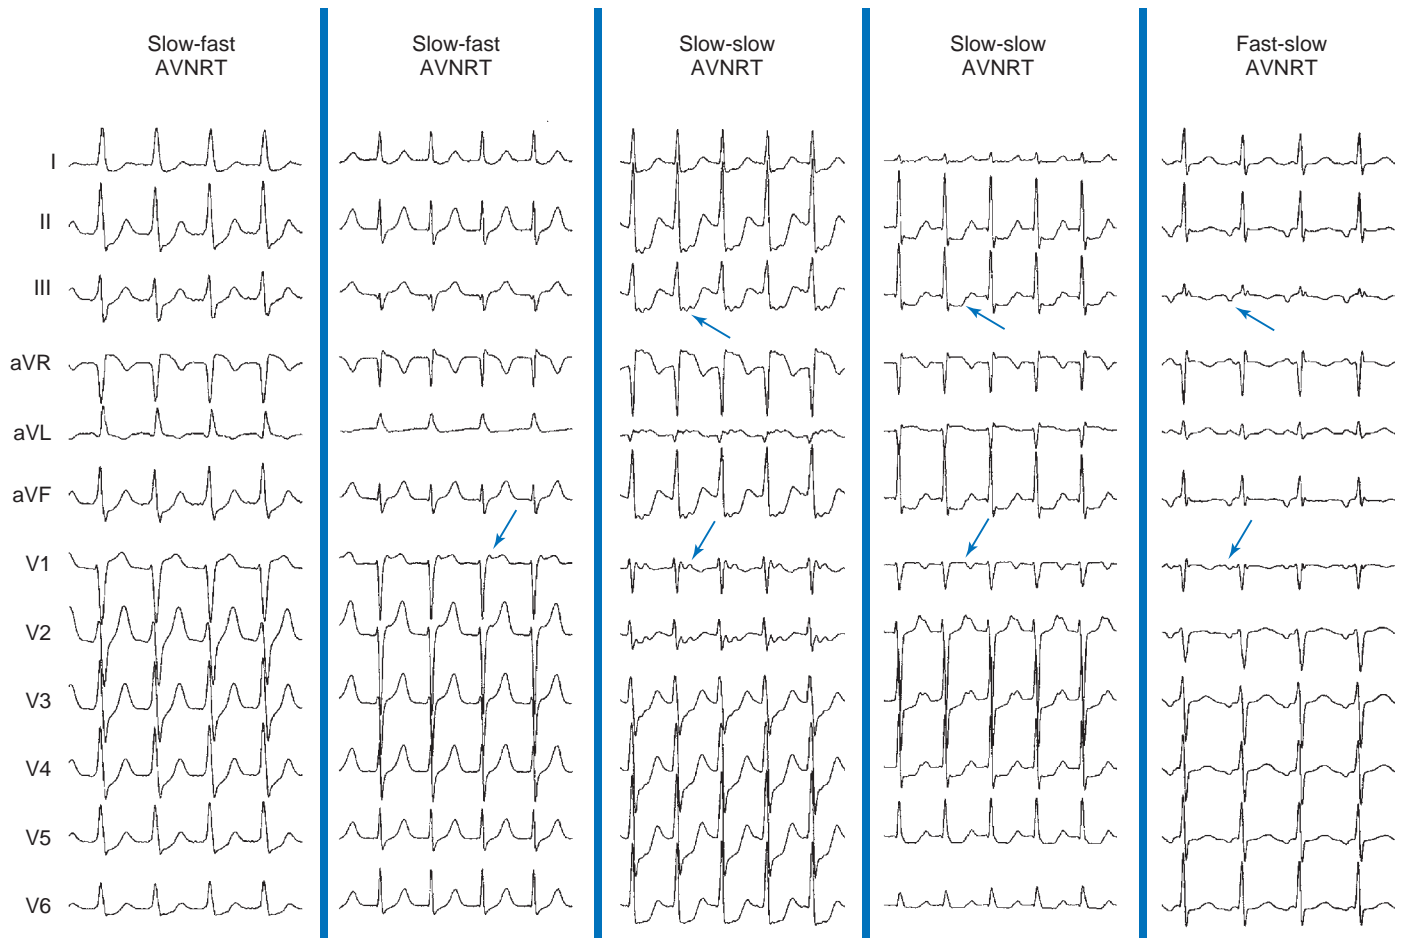 Slow-fast
AVNRT
Slow-fast
AVNRT
Slow-slow
AVNRT
Slow-slow
AVNRT
Fast-slow
AVNRT
I
II
III
aVR
aVL
aVF
V1
V2
V3
V4
V5
V6